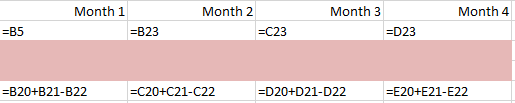 Month 1 Month 2 Month 3 Month 4
=B5 =B23 =C23 =D23
=B20+B21-B22 =C20+C21-C22 =D20+D21-D22 =E20+E21-E22